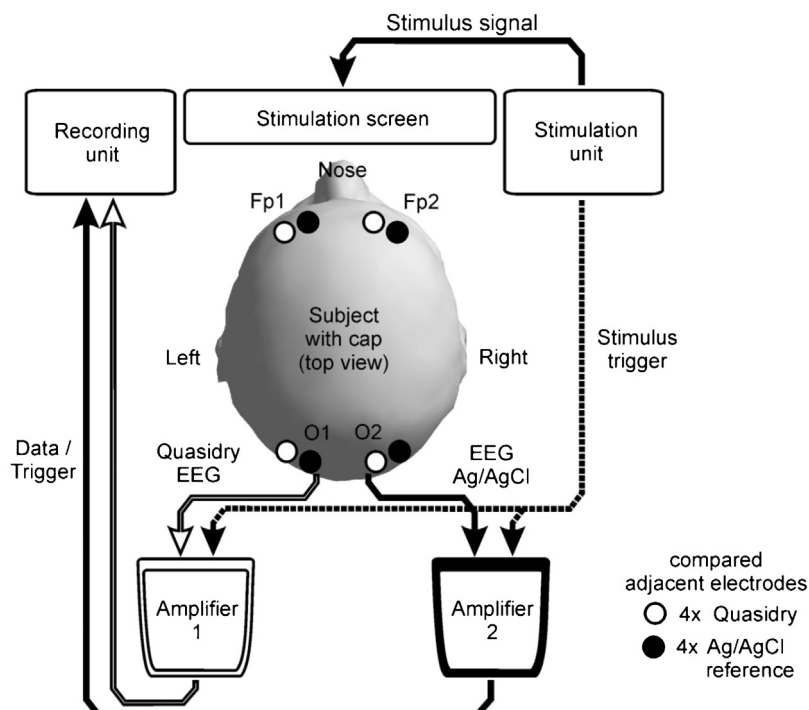 Stimulus signal
Recording
unit
Stimulation screen
Stimulation
unit
Nose
Fp1
Fp2
Subject
with cap
(top view)
Left
Right
Stimulus
trigger
O1
O2
Data /
Trigger
Quasidry
EEG
EEG
Ag/AgCl
Amplifier
1
Amplifier
2
compared
adjacent electrodes
4x Quasidry
4x Ag/AgCl
reference